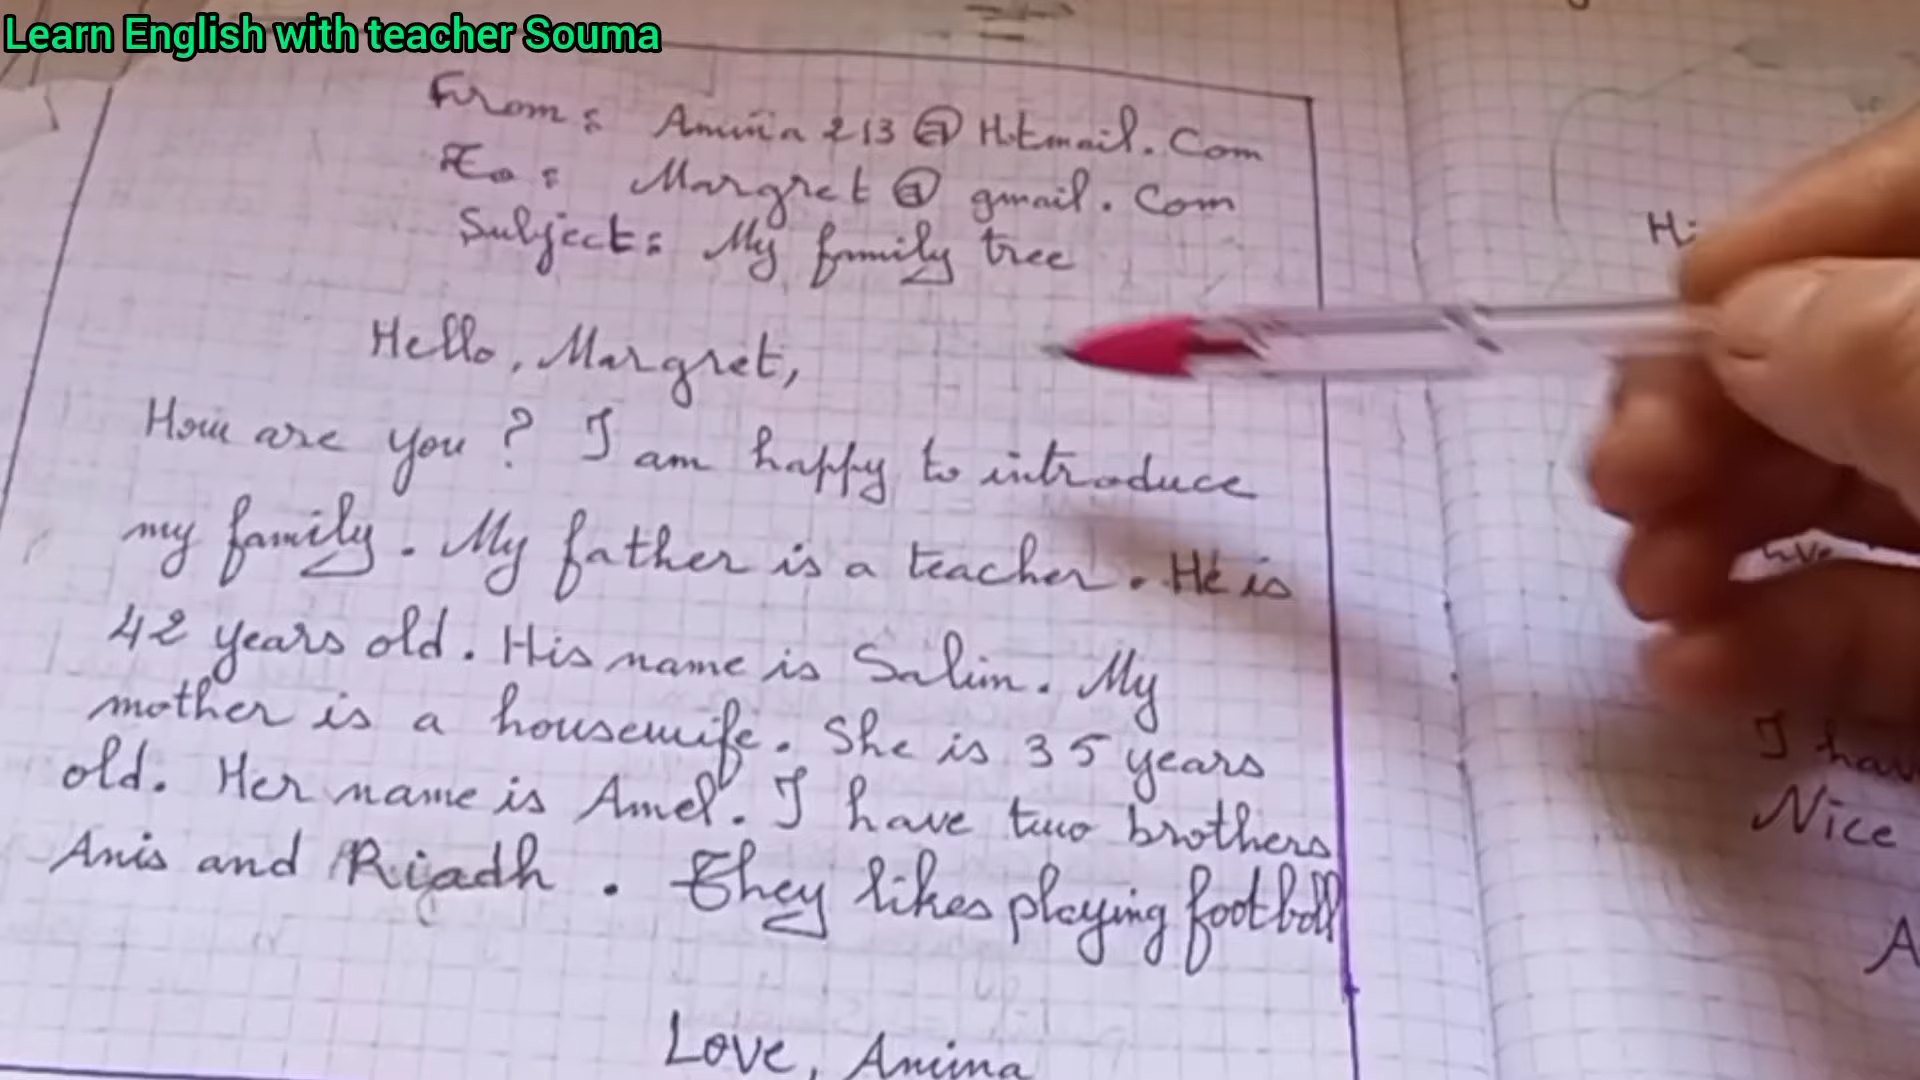 Learn English with teacher Souma
From: Amina213@Hotmail.Com
To: Margret@gmail.Com
Subject: My family tree
Hello, Margret,
How are you? I am happy to introduce
my family. My father is a teacher. He is
42 years old. His name is Salim. My
mother is a housewife. She is 35 years
old. Her name is Amel. I have two brothers
Anis and Riadh. They likes playing football
Love, Amina
Hi
I hav
Nice
A